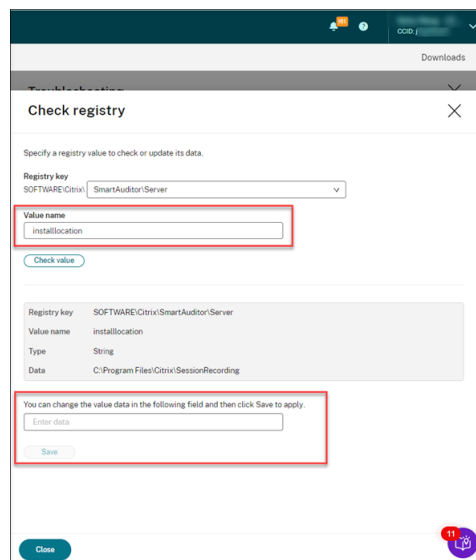 CCID:
Downloads
Troubleshooting
Check registry
Specify a registry value to check or update its data.
Registry key
SOFTWARE\Citrix\ SmartAuditor\Server
Value name
installlocation
Check value
Registry key SOFTWARE\Citrix\SmartAuditor\Server
Value name installlocation
Type String
Data C:\Program Files\Citrix\SessionRecording
You can change the value data in the following field and then click Save to apply.
Enter data
Save
11
Close